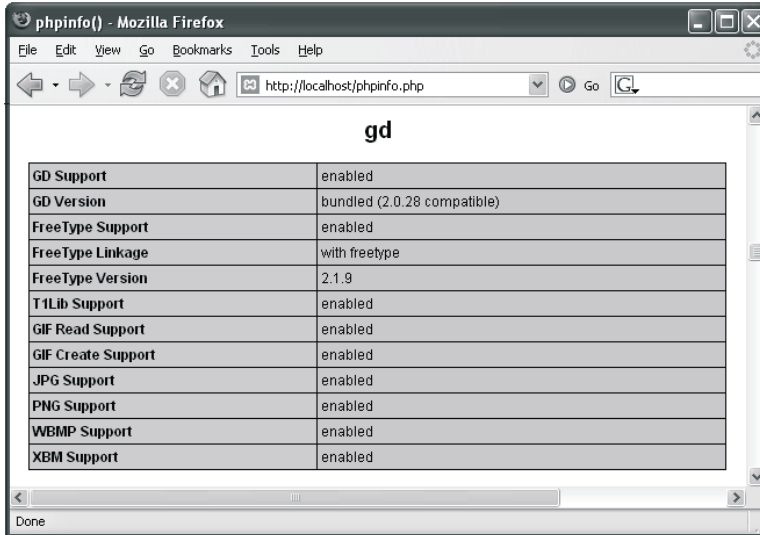 phpinfo() - Mozilla Firefox
File Edit View Go Bookmarks Tools Help
http://localhost/phpinfo.php Go G
gd
GD Support enabled
GD Version bundled (2.0.28 compatible)
FreeType Support enabled
FreeType Linkage with freetype
FreeType Version 2.1.9
T1Lib Support enabled
GIF Read Support enabled
GIF Create Support enabled
JPG Support enabled
PNG Support enabled
WBMP Support enabled
XBM Support enabled
Done